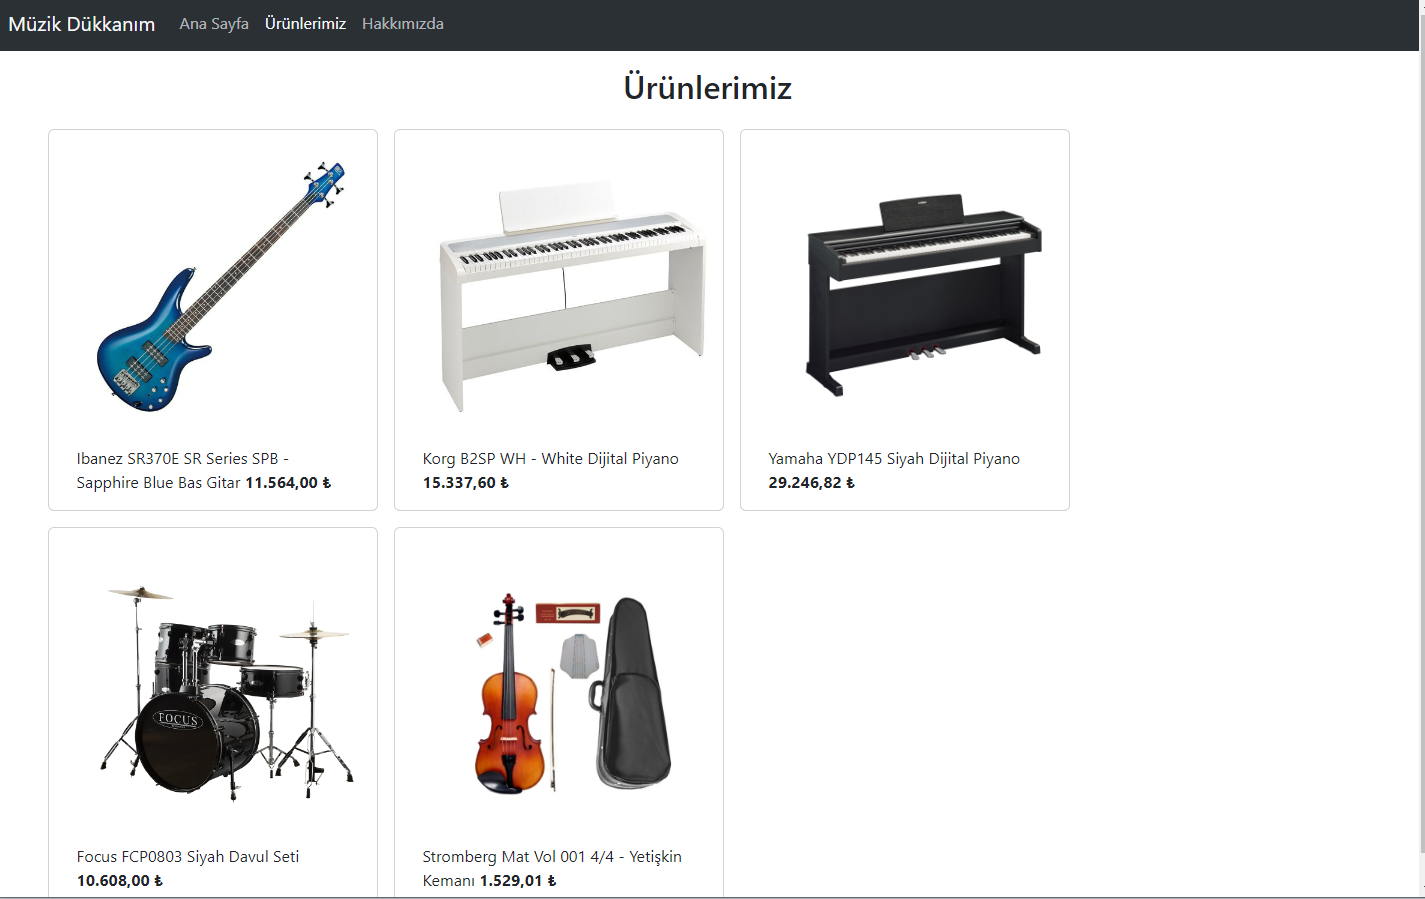 Müzik Dükkanım Ana Sayfa Ürünlerimiz Hakkımızda
Ürünlerimiz
Ibanez SR370E SR Series SPB -
Sapphire Blue Bas Gitar 11.564,00 ₺
Korg B2SP WH - White Dijital Piyano
15.337,60 ₺
Yamaha YDP145 Siyah Dijital Piyano
29.246,82 ₺
FOCUS
Focus FCP0803 Siyah Davul Seti
10.608,00 ₺
Stromberg Mat Vol 001 4/4 - Yetişkin
Kemanı 1.529,01 ₺